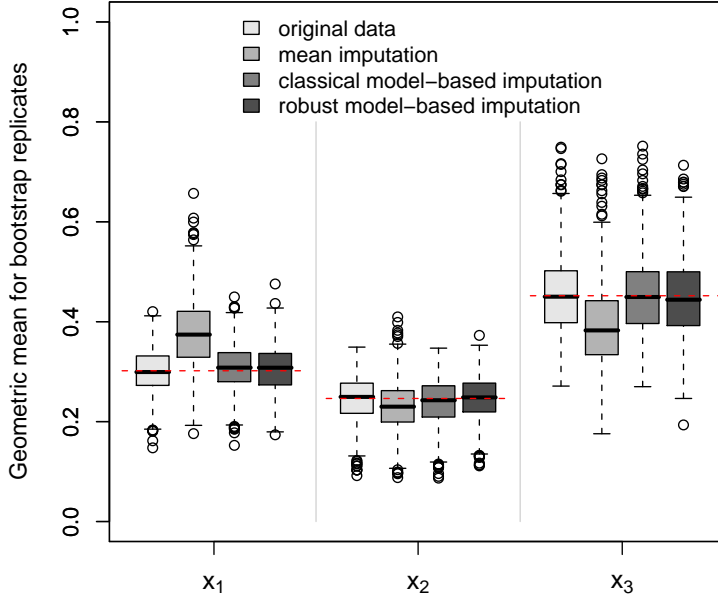 original data
mean imputation
classical model−based imputation
robust model−based imputation
Geometric mean for bootstrap replicates
1.0
0.8
0.6
0.4
0.2
0.0
x₁ x₂ x₃